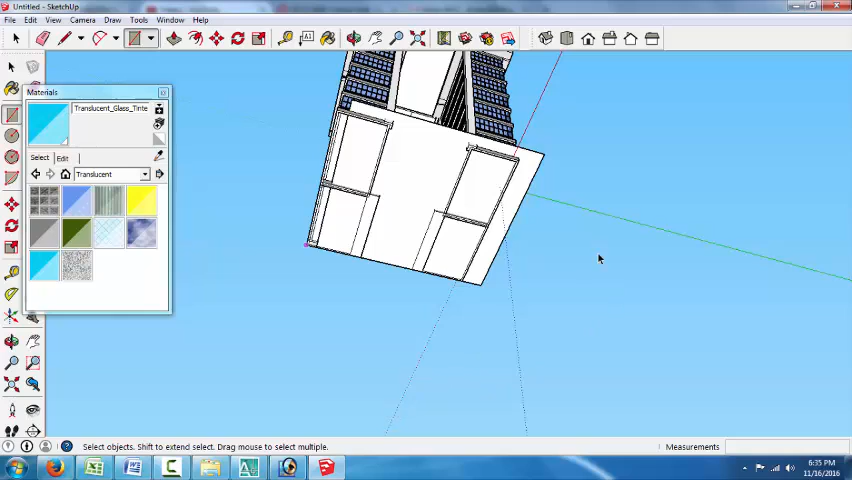 Untitled - SketchUp
File Edit View Camera Draw Tools Window Help
Materials
Translucent_Glass_Tinte
Select Edit
Translucent
Select objects. Shift to extend select. Drag mouse to select multiple.
Measurements
6:35 PM
11/16/2016